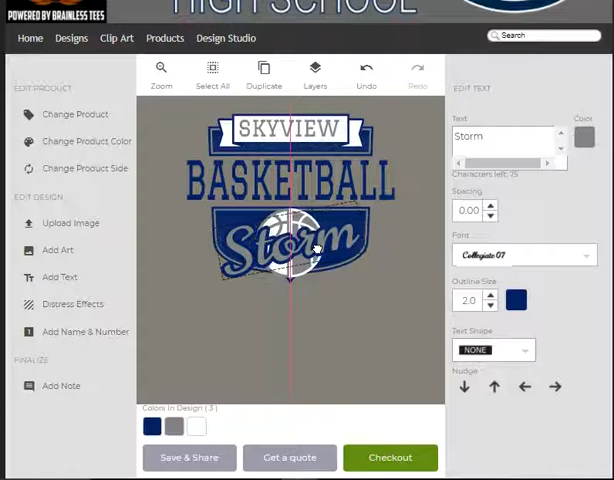 HIGH SCHOOL
POWERED BY BRAINLESS TEES
Home Designs Clip Art Products Design Studio
Search
EDIT PRODUCT
Change Product
Change Product Color
Change Product Side
EDIT DESIGN
Upload Image
Add Art
Add Text
Distress Effects
Add Name & Number
FINALIZE
Add Note
Zoom Select All Duplicate Layers Undo Redo
SKYVIEW
BASKETBALL
Storm
Colors In Design ( 3 )
Save & Share Get a quote Checkout
EDIT TEXT
Text Color
Storm
Characters left: 75
Spacing
0.00
Font
Collegiate 07
Outline Size
2.0
Text Shape
NONE
Nudge